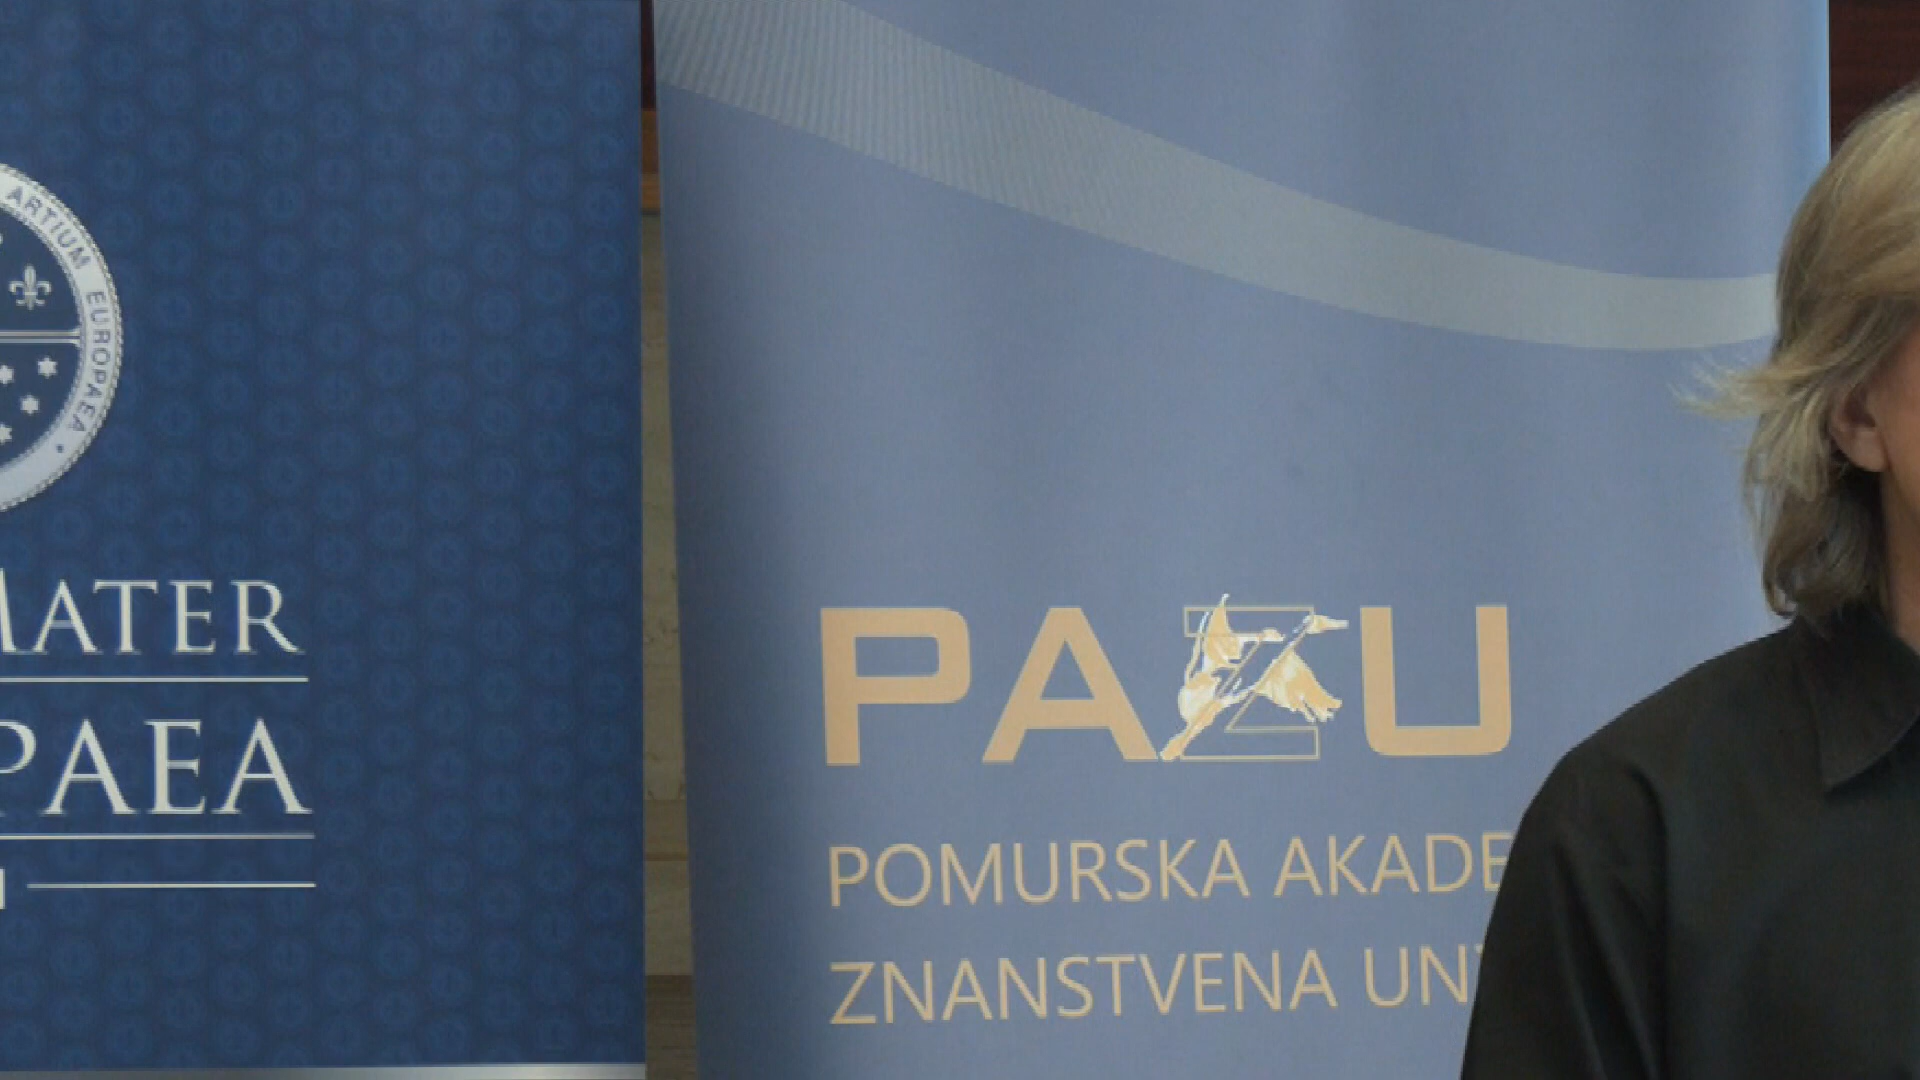 ARTIUM EUROPAEA
MATER
PAEA
PAZU
POMURSKA AKADE
ZNANSTVENA UN